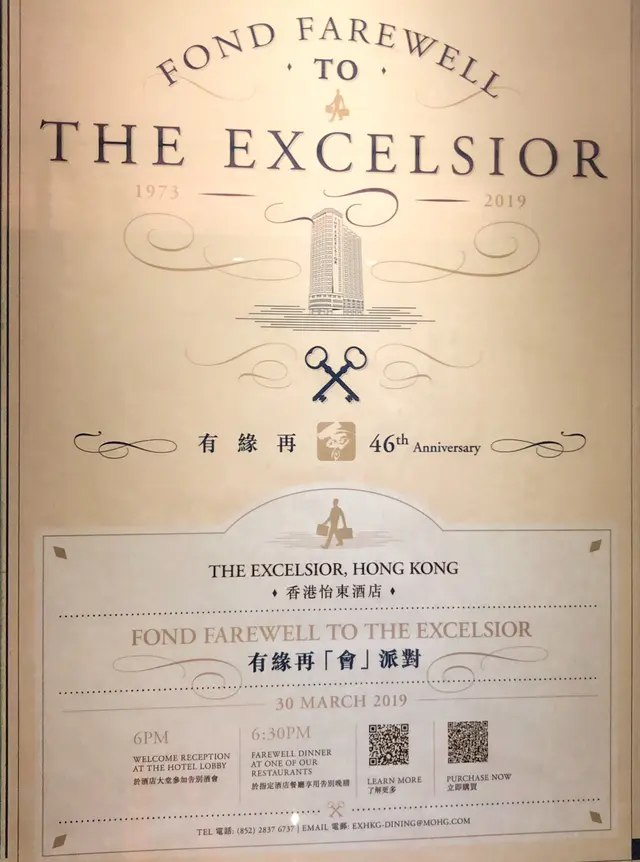 FOND FAREWELL
TO
THE EXCELSIOR
1973 2019
有緣再會 46th Anniversary
THE EXCELSIOR, HONG KONG
香港怡東酒店
FOND FAREWELL TO THE EXCELSIOR
有緣再「會」派對
30 MARCH 2019
6PM
WELCOME RECEPTION
AT THE HOTEL LOBBY
於酒店大堂參加告別酒會
6:30PM
FAREWELL DINNER
AT ONE OF OUR
RESTAURANTS
於指定酒店餐廳享用告別晚膳
LEARN MORE
了解更多
PURCHASE NOW
立即購買
TEL 電話: (852) 2837 6737 | EMAIL 電郵: EXHKG-DINING@MOHG.COM